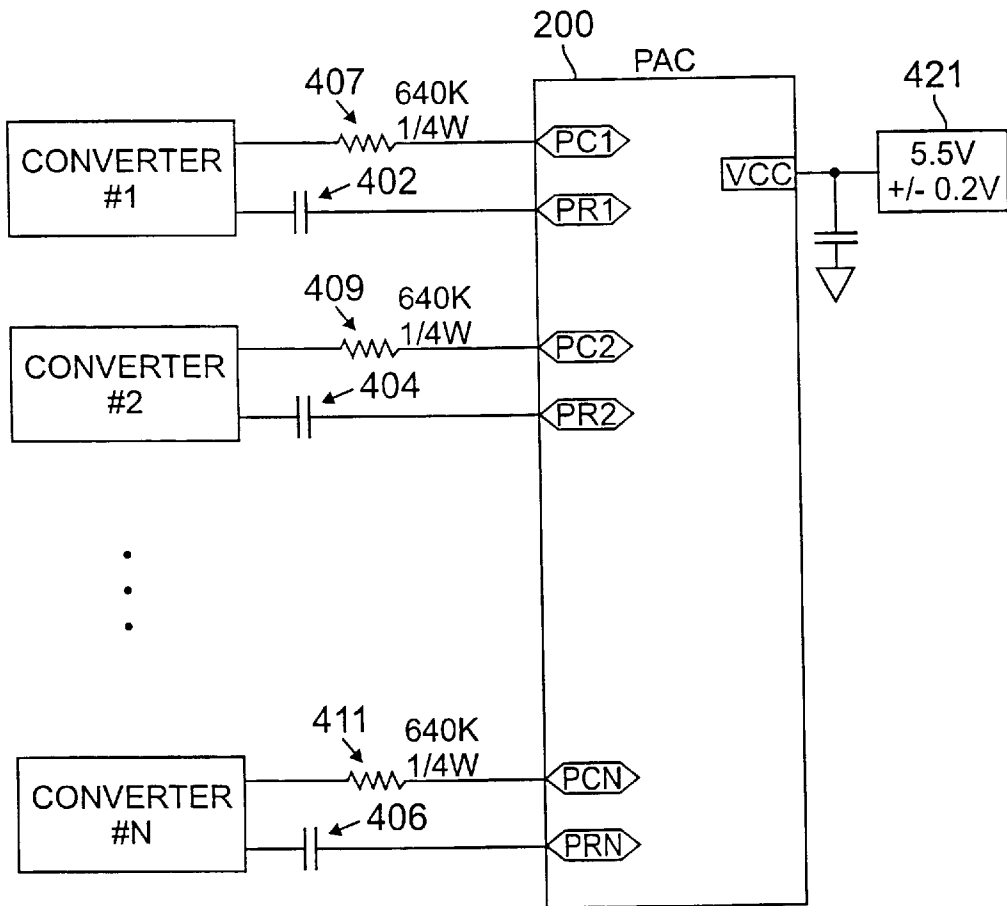 200
PAC
421
407
640K
1/4W
CONVERTER
#1
PC1
402
PR1
VCC
5.5V
+/- 0.2V
409
640K
1/4W
CONVERTER
#2
PC2
404
PR2
411
640K
1/4W
CONVERTER
#N
PCN
406
PRN